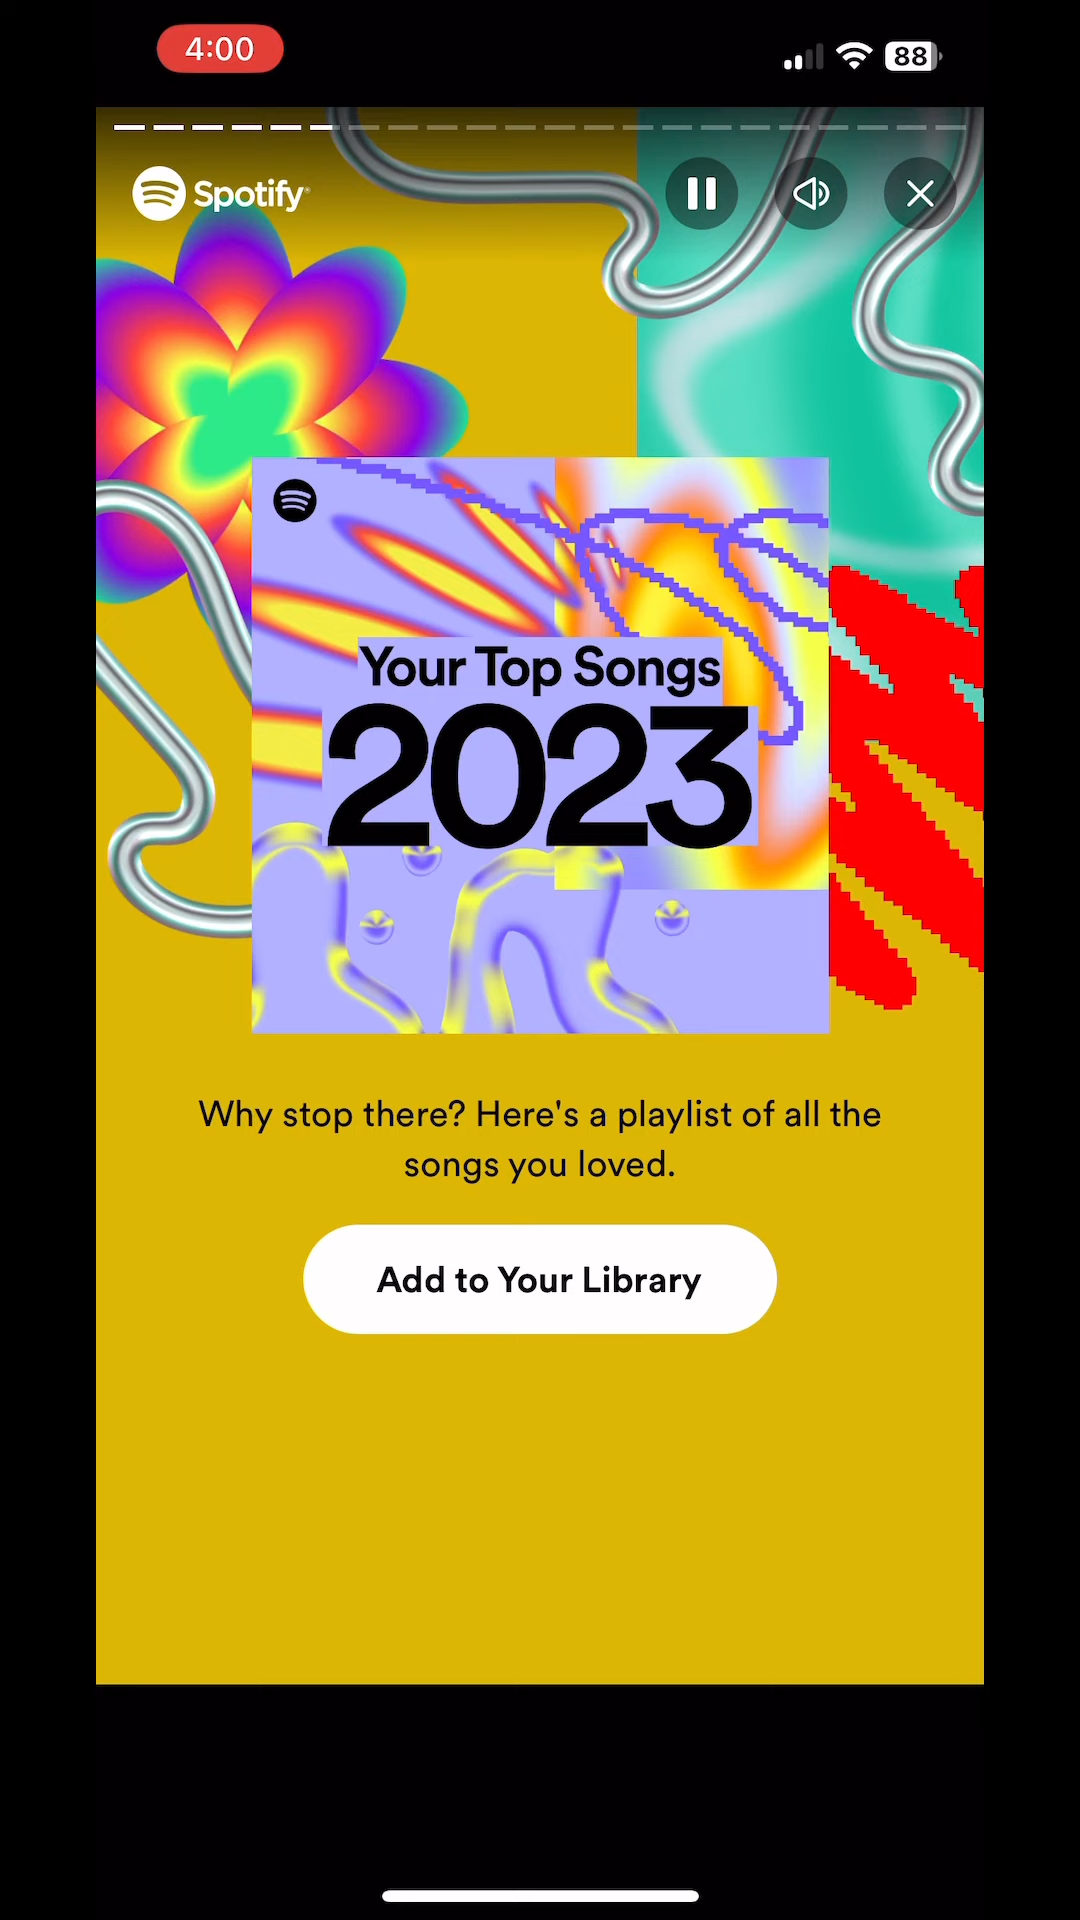 4:00
88
Spotify
Your Top Songs
2023
Why stop there? Here's a playlist of all the
songs you loved.
Add to Your Library